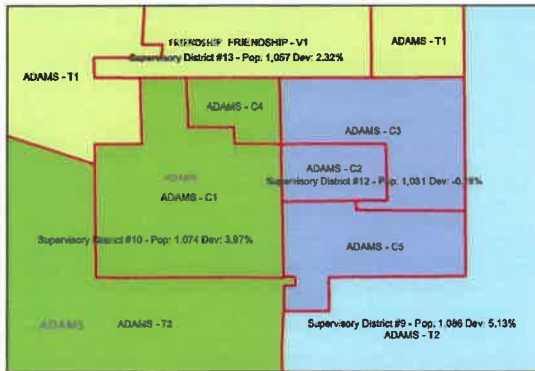 FRIENDSHIP FRIENDSHIP - V1
ADAMS - T1
Supervisory District #13 - Pop: 1,057 Dev: 2.32%
ADAMS - T1
ADAMS - C4
ADAMS - C3
ADAMS - C2
ADAMS
Supervisory District #12 - Pop: 1,031 Dev: -0.19%
ADAMS - C1
Supervisory District #10 - Pop: 1,074 Dev: 3.97%
ADAMS - C5
ADAMS
ADAMS - T2
Supervisory District #9 - Pop: 1,086 Dev: 5.13%
ADAMS - T2